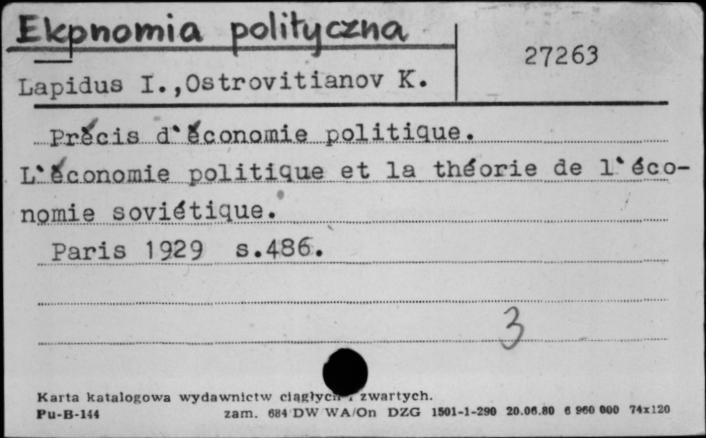 Ekonomia polityczna
27263
Lapidus I.,Ostrovitianov K.
Précis d'économie politique.
L'économie politique et la théorie de l'éco-
nomie soviétique.
Paris 1929 s.486.
3
Karta katalogowa wydawnictw ciągłych i zwartych.
Pu-B-144 zam. 684 DW WA/On DZG 1501-1-290 20.06.80 6 960 000 74x120